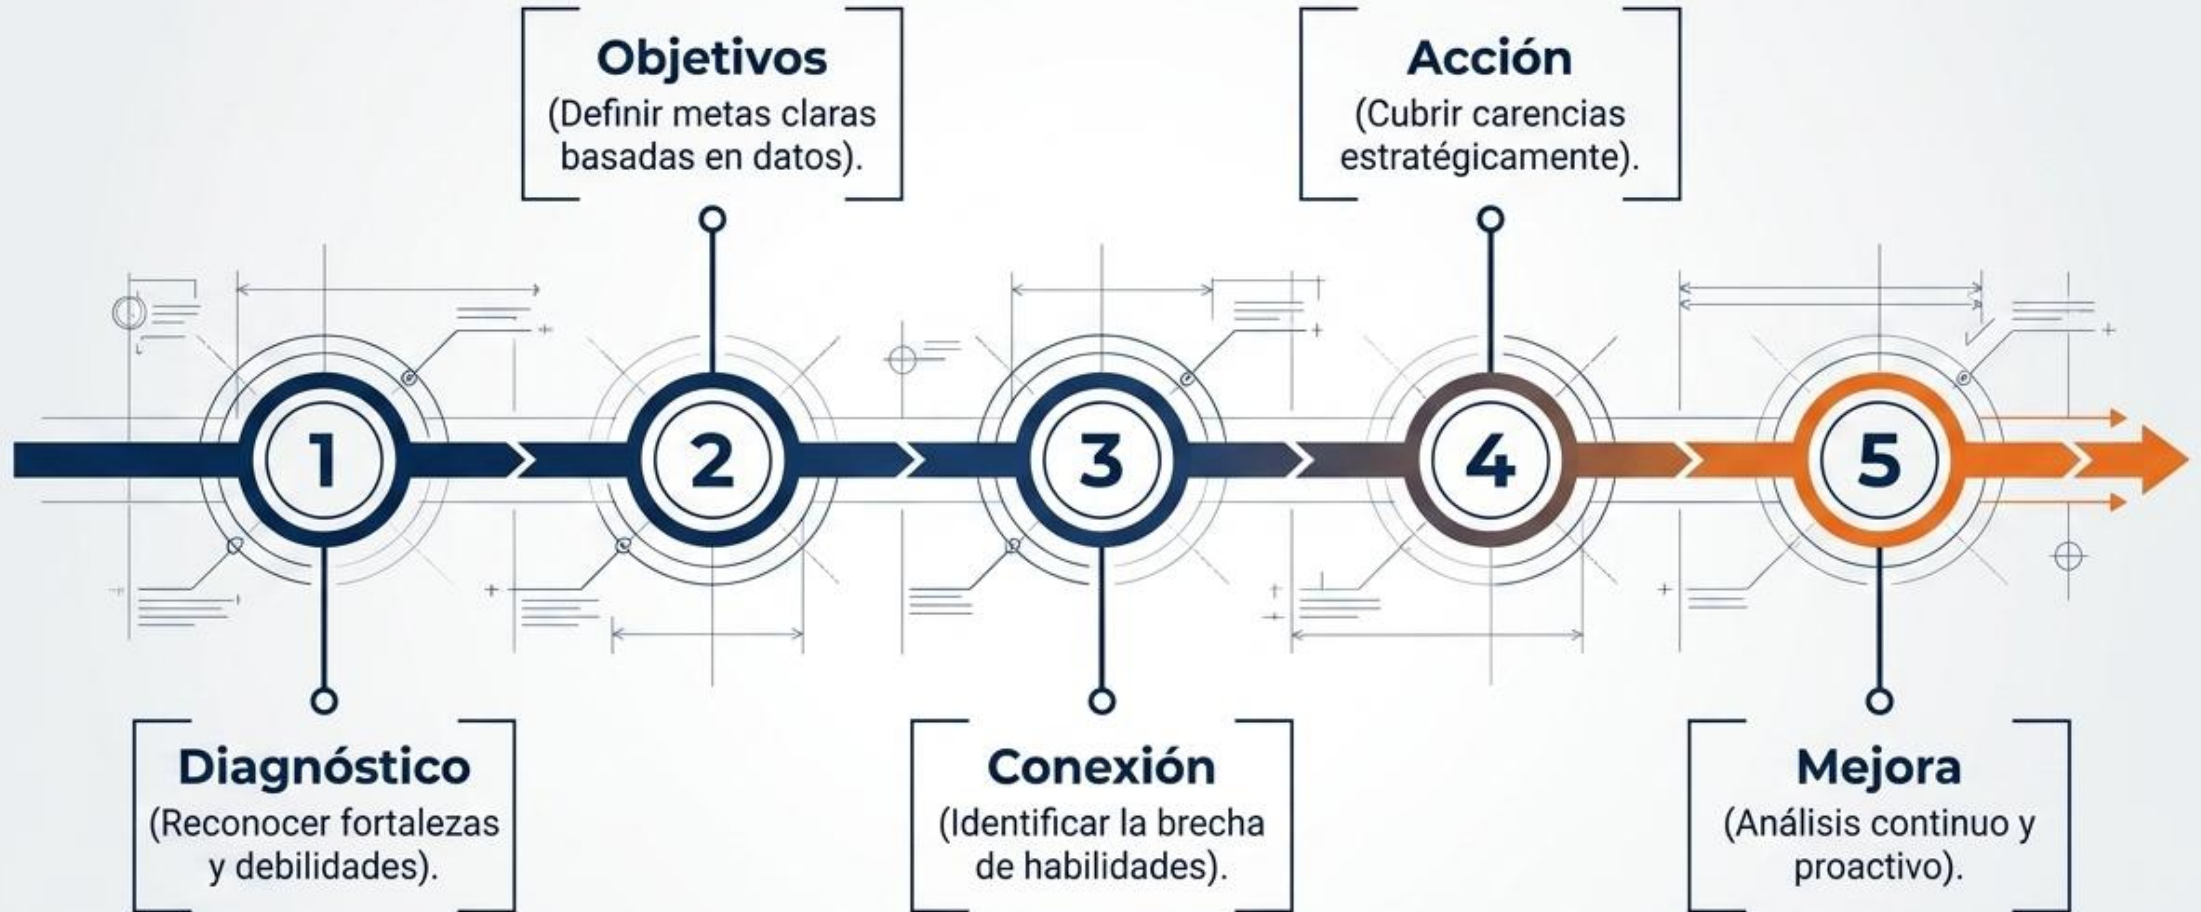 Objetivos
(Definir metas claras
basadas en datos).
Acción
(Cubrir carencias
estratégicamente).
1
2
3
4
5
Diagnóstico
(Reconocer fortalezas
y debilidades).
Conexión
(Identificar la brecha
de habilidades).
Mejora
(Análisis continuo y
proactivo).